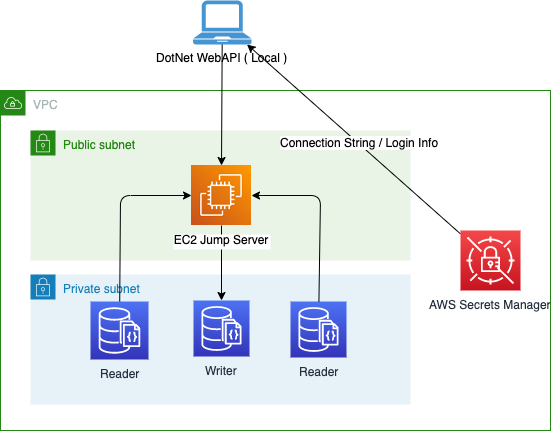 DotNet WebAPI ( Local )
VPC
Public subnet
Connection String / Login Info
EC2 Jump Server
Private subnet
AWS Secrets Manager
Reader
Writer
Reader